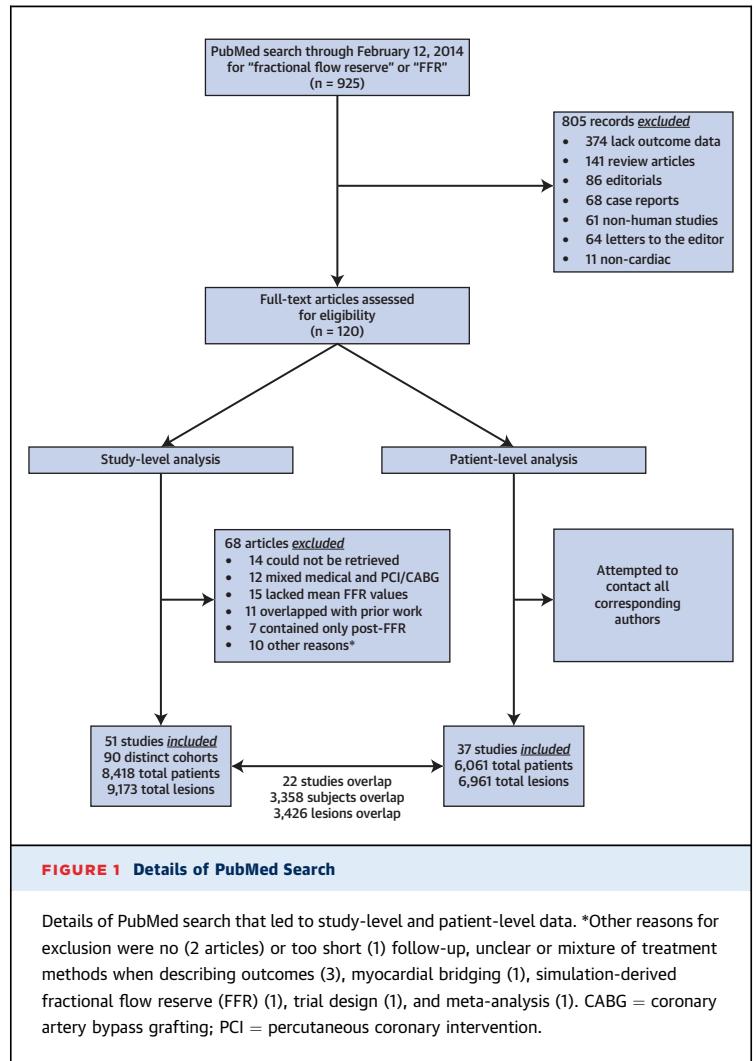 PubMed search through February 12, 2014
for "fractional flow reserve" or "FFR"
(n = 925)
805 records excluded
• 374 lack outcome data
• 141 review articles
• 86 editorials
• 68 case reports
• 61 non-human studies
• 64 letters to the editor
• 11 non-cardiac
Full-text articles assessed
for eligibility
(n = 120)
Study-level analysis
Patient-level analysis
68 articles excluded
• 14 could not be retrieved
• 12 mixed medical and PCI/CABG
• 15 lacked mean FFR values
• 11 overlapped with prior work
• 7 contained only post-FFR
• 10 other reasons*
Attempted to
contact all
corresponding
authors
51 studies included
90 distinct cohorts
8,418 total patients
9,173 total lesions
22 studies overlap
3,358 subjects overlap
3,426 lesions overlap
37 studies included
6,061 total patients
6,961 total lesions
FIGURE 1 Details of PubMed Search
Details of PubMed search that led to study-level and patient-level data. *Other reasons for
exclusion were no (2 articles) or too short (1) follow-up, unclear or mixture of treatment
methods when describing outcomes (3), myocardial bridging (1), simulation-derived
fractional flow reserve (FFR) (1), trial design (1), and meta-analysis (1). CABG = coronary
artery bypass grafting; PCI = percutaneous coronary intervention.